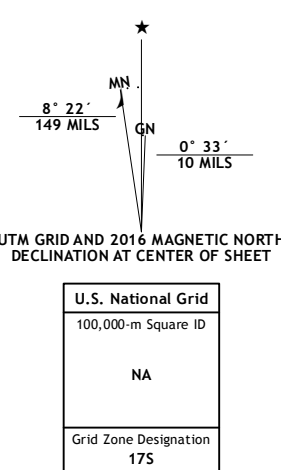 ★
MN
GN
8° 22´
149 MILS
0° 33´
10 MILS
UTM GRID AND 2016 MAGNETIC NORTH
DECLINATION AT CENTER OF SHEET
U.S. National Grid
100,000-m Square ID
NA
Grid Zone Designation
17S